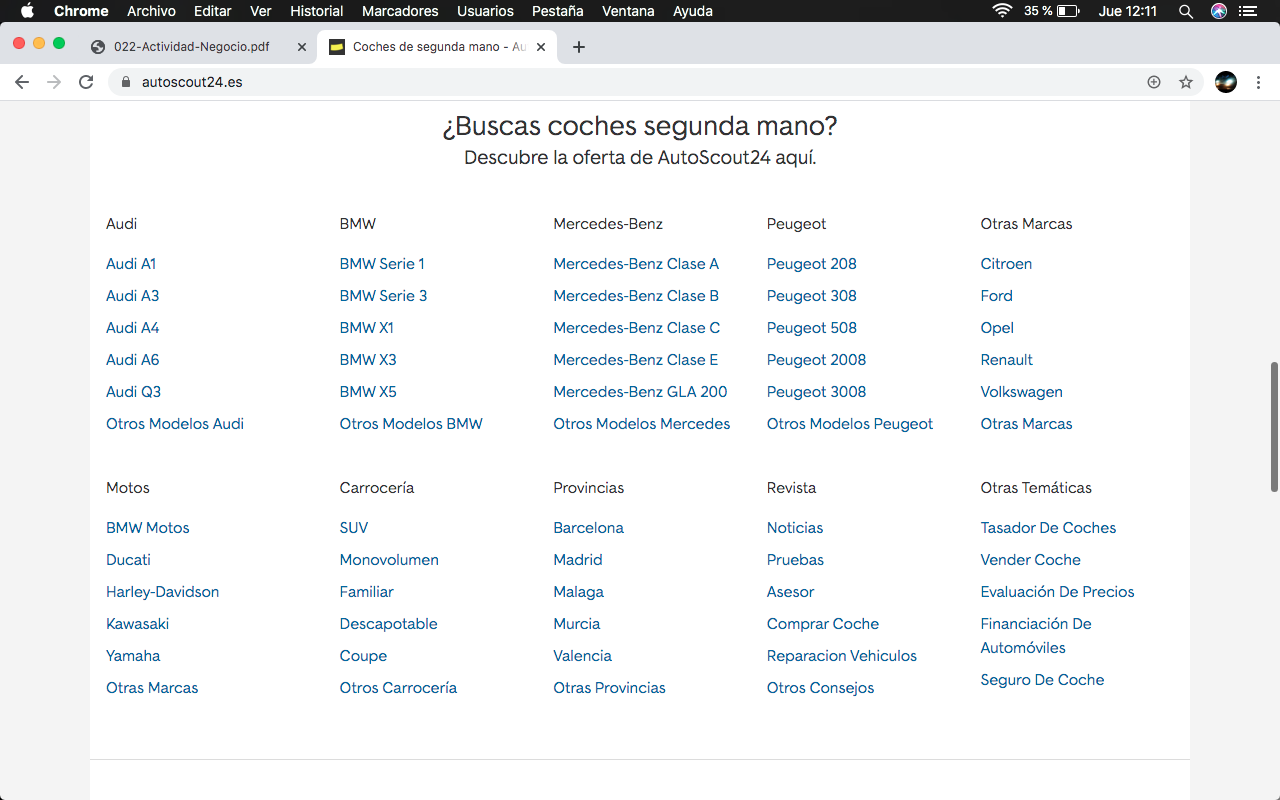 Chrome Archivo Editar Ver Historial Marcadores Usuarios Pestaña Ventana Ayuda 35 % Jue 12:11
022-Actividad-Negocio.pdf Coches de segunda mano - Au
autoscout24.es
¿Buscas coches segunda mano?
Descubre la oferta de AutoScout24 aquí.
Audi BMW Mercedes-Benz Peugeot Otras Marcas
Audi A1 BMW Serie 1 Mercedes-Benz Clase A Peugeot 208 Citroen
Audi A3 BMW Serie 3 Mercedes-Benz Clase B Peugeot 308 Ford
Audi A4 BMW X1 Mercedes-Benz Clase C Peugeot 508 Opel
Audi A6 BMW X3 Mercedes-Benz Clase E Peugeot 2008 Renault
Audi Q3 BMW X5 Mercedes-Benz GLA 200 Peugeot 3008 Volkswagen
Otros Modelos Audi Otros Modelos BMW Otros Modelos Mercedes Otros Modelos Peugeot Otras Marcas
Motos Carrocería Provincias Revista Otras Temáticas
BMW Motos SUV Barcelona Noticias Tasador De Coches
Ducati Monovolumen Madrid Pruebas Vender Coche
Harley-Davidson Familiar Malaga Asesor Evaluación De Precios
Kawasaki Descapotable Murcia Comprar Coche Financiación De
Automóviles
Yamaha Coupe Valencia Reparacion Vehiculos
Seguro De Coche
Otras Marcas Otros Carrocería Otras Provincias Otros Consejos